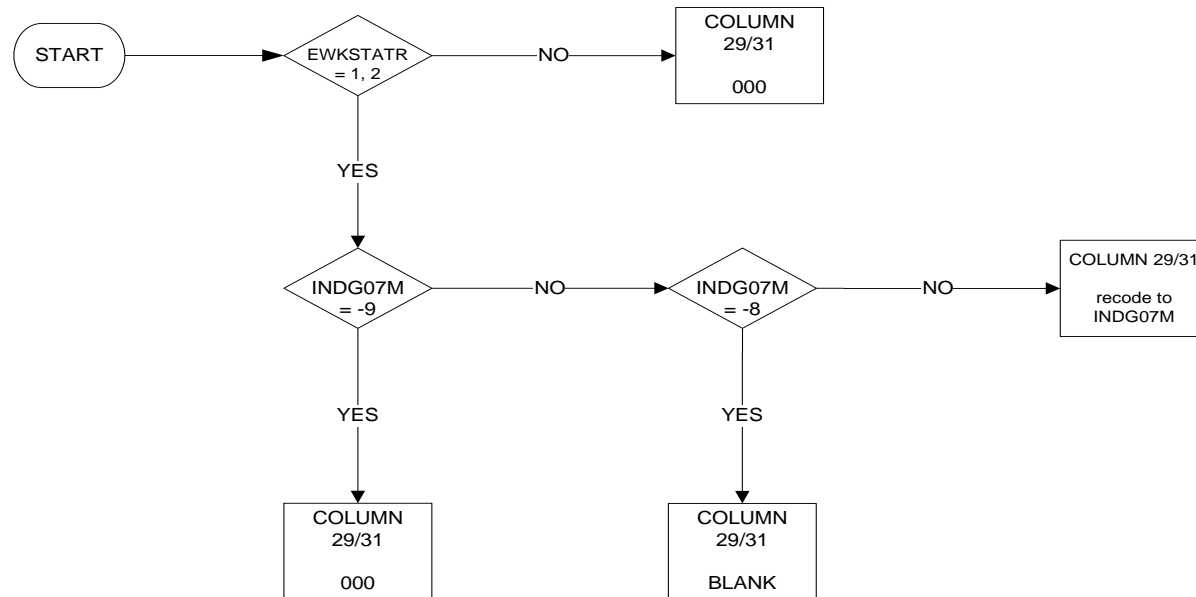 START
EWKSTATR
= 1, 2
NO
COLUMN
29/31
000
YES
INDG07M
= -9
NO
INDG07M
= -8
NO
COLUMN 29/31
recode to
INDG07M
YES
YES
COLUMN
29/31
000
COLUMN
29/31
BLANK